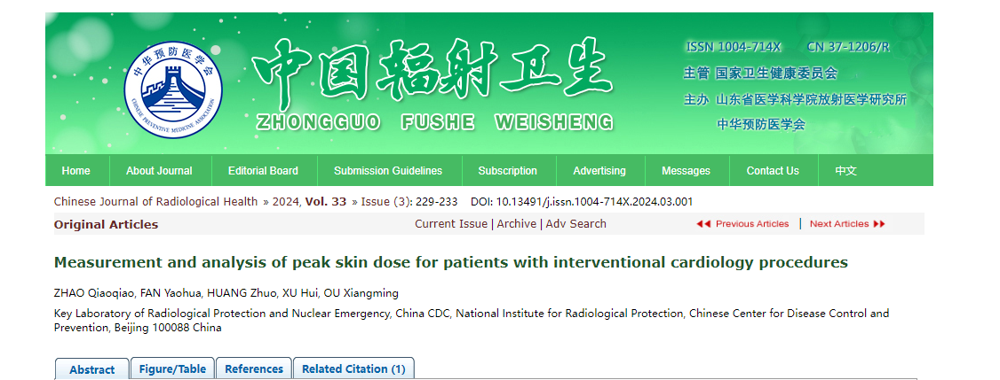 中华预防医学会
CHINESE PREVENTIVE MEDICINE ASSOCIATION
中国辐射卫生
ZHONGGUO FUSHE WEISHENG
ISSN 1004-714X CN 37-1206/R
主管 国家卫生健康委员会
主办 山东省医学科学院放射医学研究所
中华预防医学会
Home About Journal Editorial Board Submission Guidelines Subscription Advertising Messages Contact Us 中文
Chinese Journal of Radiological Health » 2024, Vol. 33 » Issue (3): 229-233 DOI: 10.13491/j.issn.1004-714X.2024.03.001
Original Articles Current Issue | Archive | Adv Search Previous Articles | Next Articles
Measurement and analysis of peak skin dose for patients with interventional cardiology procedures
ZHAO Qiaoqiao, FAN Yaohua, HUANG Zhuo, XU Hui, OU Xiangming
Key Laboratory of Radiological Protection and Nuclear Emergency, China CDC, National Institute for Radiological Protection, Chinese Center for Disease Control and
Prevention, Beijing 100088 China
Abstract Figure/Table References Related Citation (1)